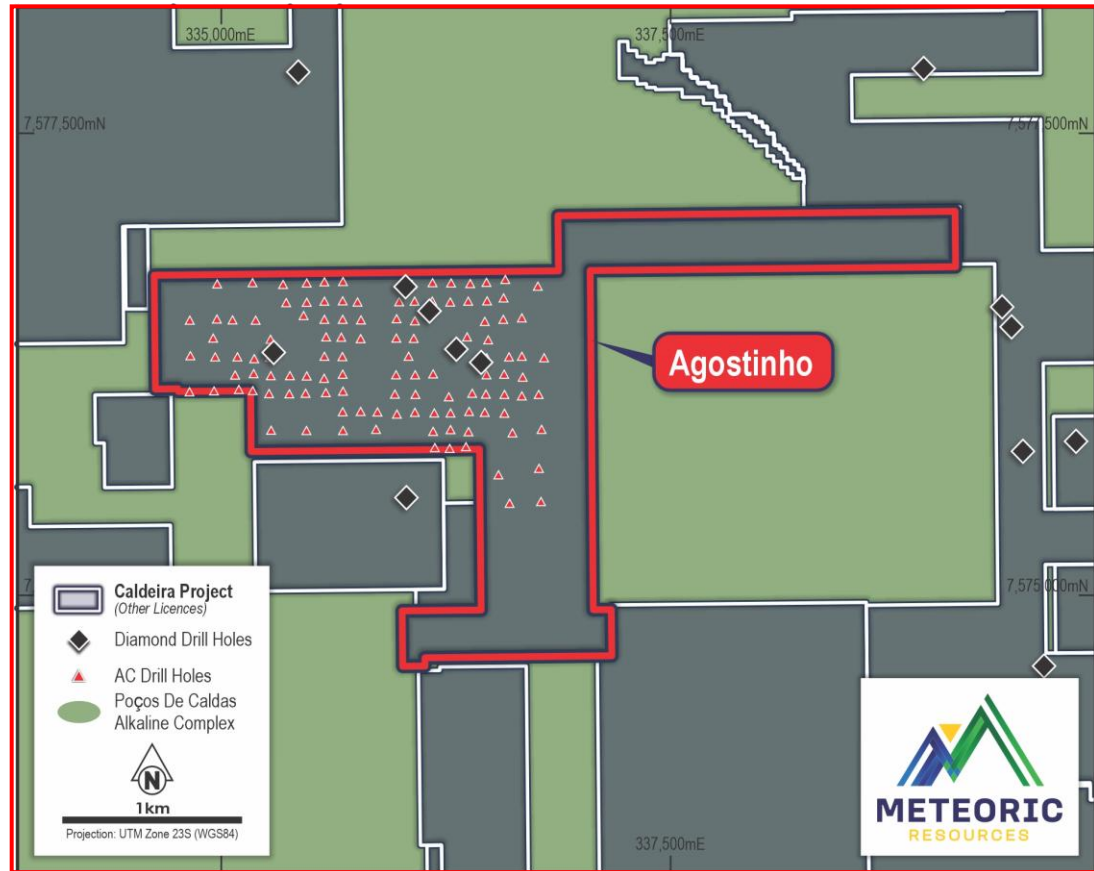 335,000mE
337,500mE
7,577,500mN
7,577,500mN
Agostinho
7,575,000mN
Caldeira Project
(Other Licences)
Diamond Drill Holes
AC Drill Holes
Poços De Caldas
Alkaline Complex
N
1km
Projection: UTM Zone 23S (WGS84)
337,500mE
METEORIC
RESOURCES